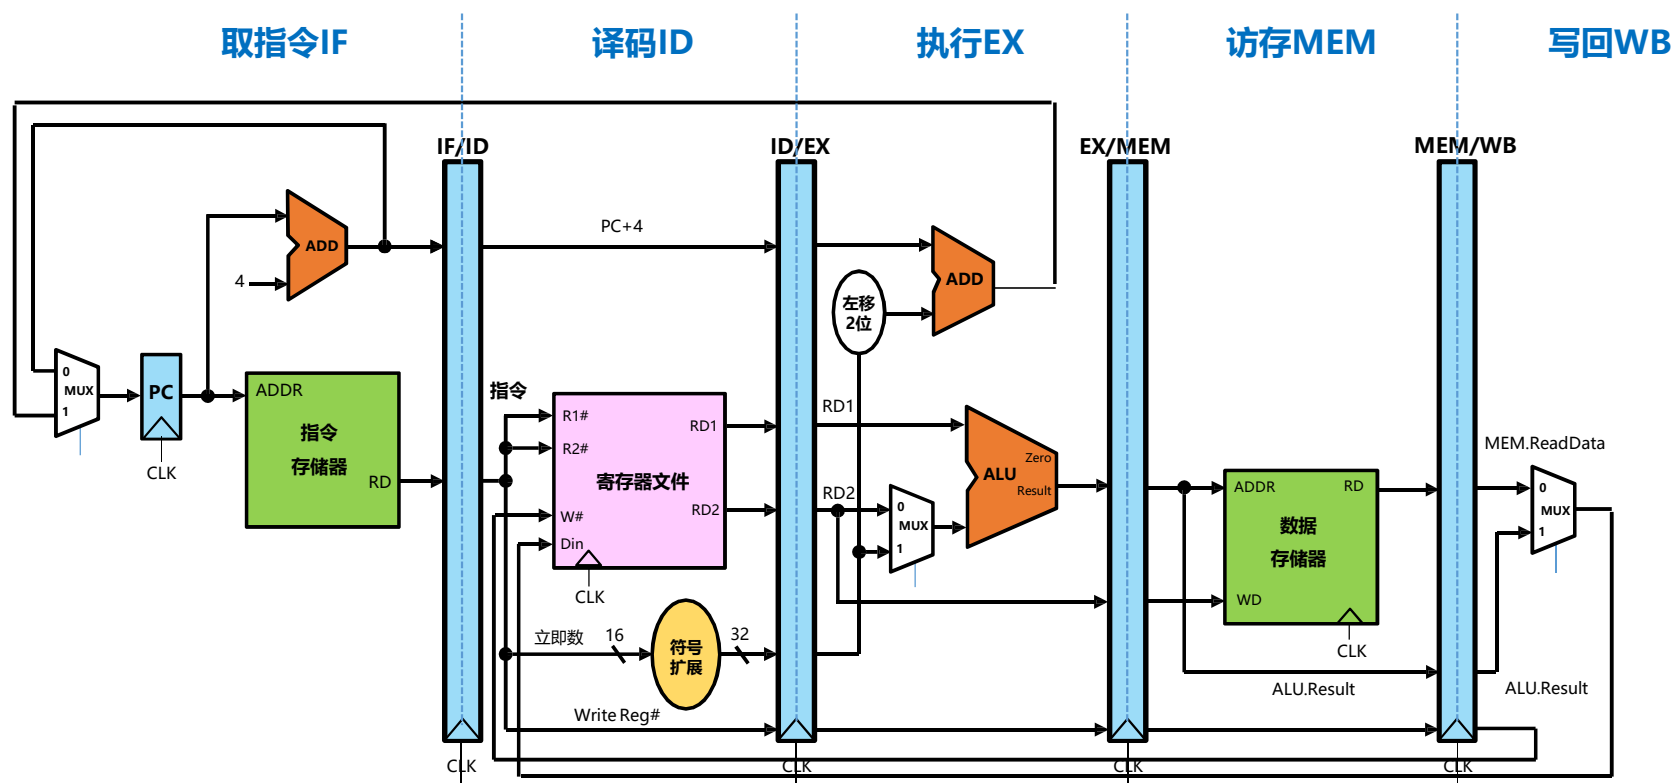 取指令IF
译码ID
执行EX
访存MEM
写回WB
IF/ID
ID/EX
EX/MEM
MEM/WB
ADD
4
PC+4
ADD
左移
2位
0
MUX
1
PC
CLK
ADDR
指令
存储器
RD
指令
R1#
R2#
W#
Din
RD1
RD2
寄存器文件
CLK
RD1
RD2
0
MUX
1
Zero
ALU
Result
ADDR
RD
数据
存储器
WD
CLK
MEM.ReadData
0
MUX
1
立即数
16
符号
扩展
32
ALU.Result
ALU.Result
Write Reg#
CLK
CLK
CLK
CLK